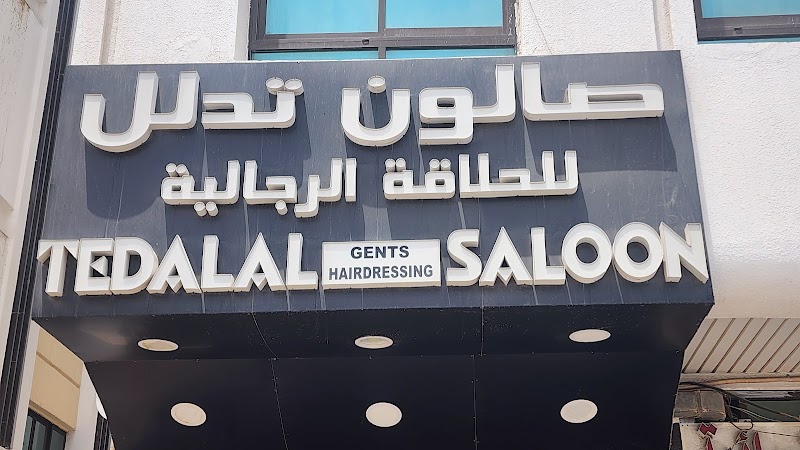 صالون تدلل
للحلاقة الرجالية
TEDALAL GENTS HAIRDRESSING SALOON